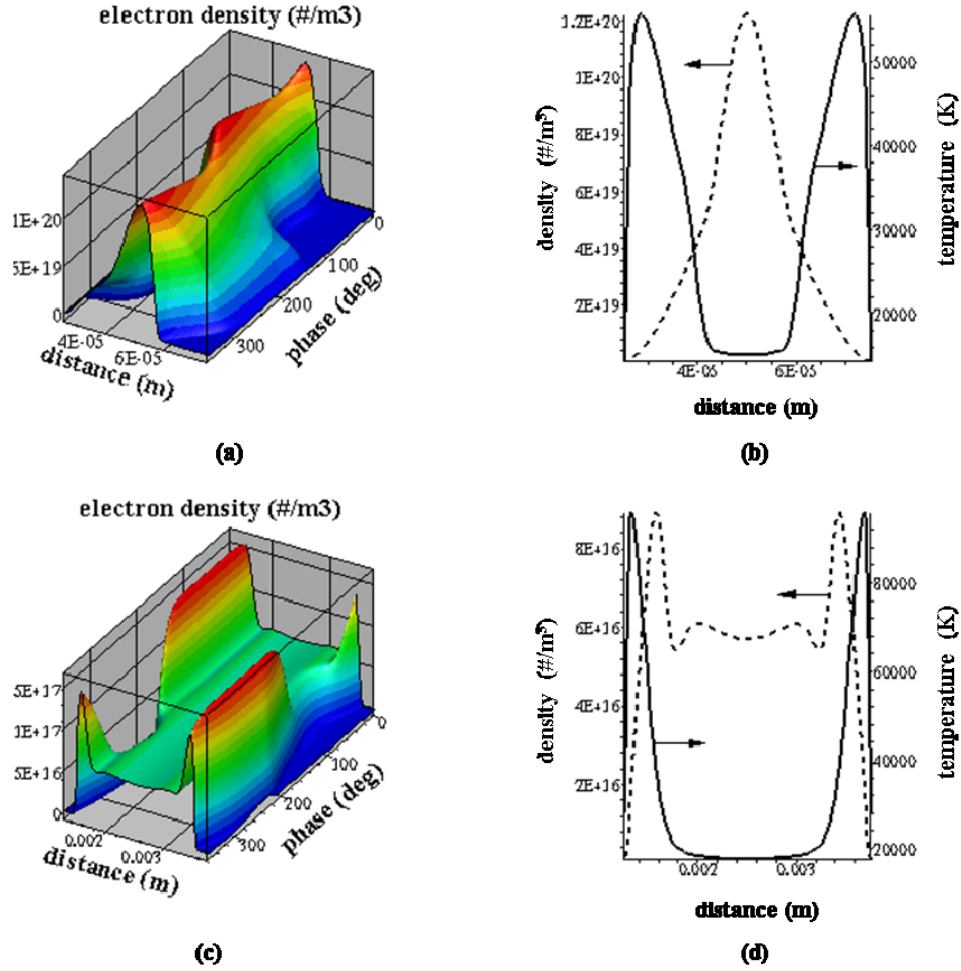 electron density (#/m3)
1E+20
5E+19
0
4E-05
6E-05
distance (m)
0
100
200
300
phase (deg)
(a)
1.2E+20
1E+20
8E+19
6E+19
4E+19
2E+19
density (#/m³)
50000
40000
30000
20000
temperature (K)
4E-05
6E-05
distance (m)
(b)
electron density (#/m3)
5E+17
1E+17
5E+16
0
0.002
0.003
distance (m)
0
100
200
300
phase (deg)
(c)
8E+16
6E+16
4E+16
2E+16
density (#/m³)
80000
60000
40000
20000
temperature (K)
0.002
0.003
distance (m)
(d)